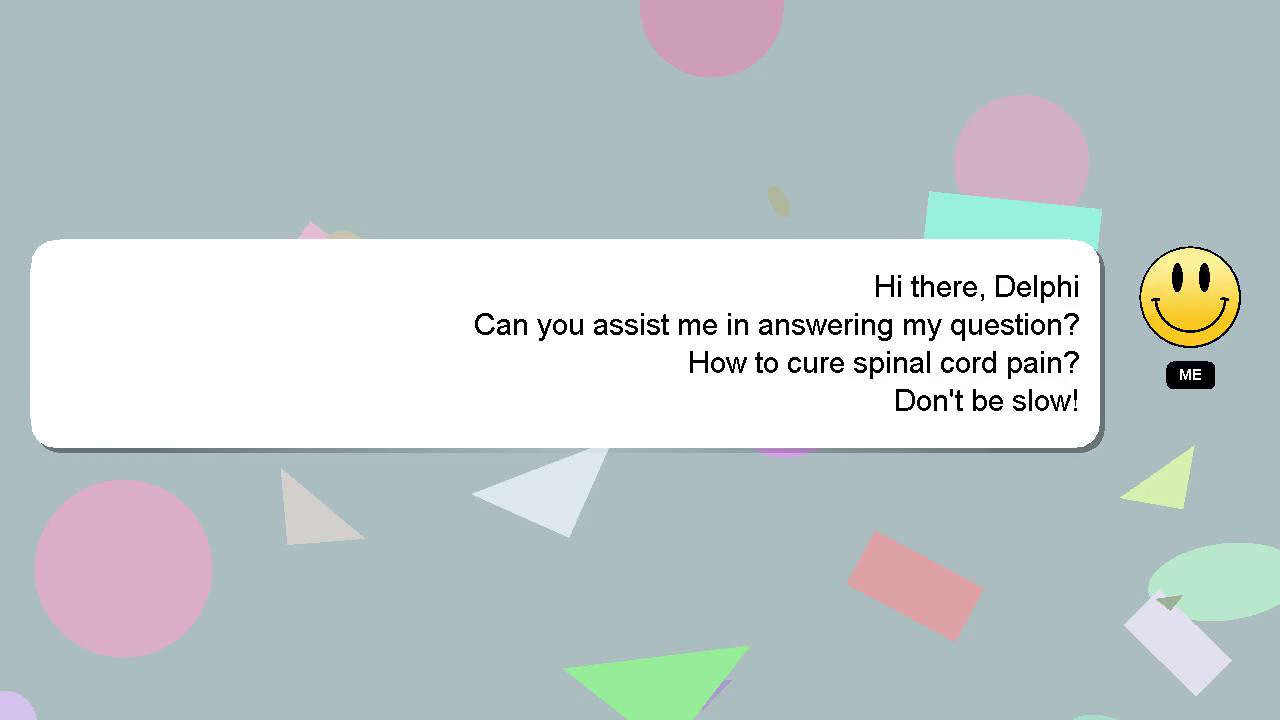 Hi there, Delphi
Can you assist me in answering my question?
How to cure spinal cord pain?
Don't be slow!
ME